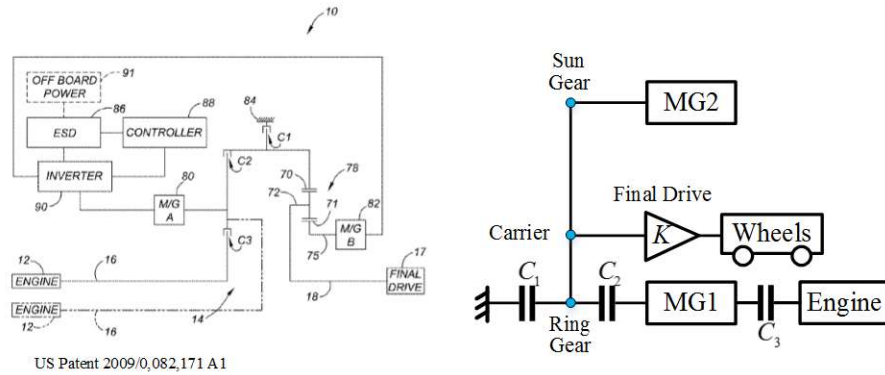 10
OFF BOARD
POWER
91
86
88
84
ESD
CONTROLLER
C1
C2
INVERTER
80
70
78
72
71
82
90
M/G
A
M/G
B
75
C3
17
12
16
ENGINE
FINAL
DRIVE
18
ENGINE
12
16
14
US Patent 2009/0,082,171 A1
Sun
Gear
MG2
Final Drive
Carrier
K
Wheels
C1
C2
MG1
Engine
Ring
Gear
C3